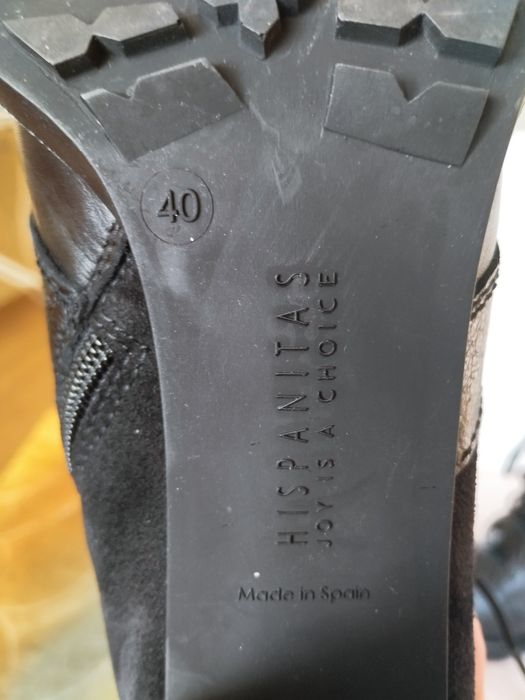 40
HISPANITAS
JOY IS A CHOICE
Made in Spain